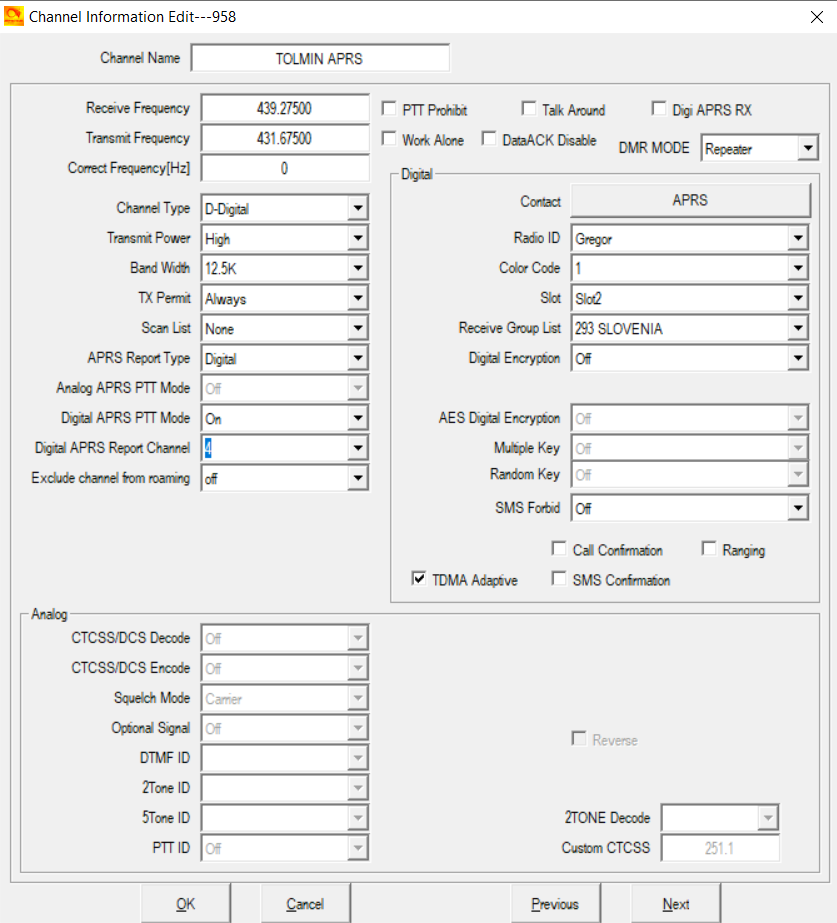 Channel Information Edit---958
Channel Name TOLMIN APRS
Receive Frequency 439.27500 PTT Prohibit Talk Around Digi APRS RX
Transmit Frequency 431.67500 Work Alone DataACK Disable DMR MODE Repeater
Correct Frequency[Hz] 0
Digital
Contact APRS
Channel Type D-Digital
Radio ID Gregor
Transmit Power High
Color Code 1
Band Width 12.5K
Slot Slot2
TX Permit Always
Receive Group List 293 SLOVENIA
Scan List None
Digital Encryption Off
APRS Report Type Digital
Analog APRS PTT Mode Off
AES Digital Encryption Off
Digital APRS PTT Mode On
Multiple Key Off
Digital APRS Report Channel 4
Random Key Off
Exclude channel from roaming off
SMS Forbid Off
Call Confirmation Ranging
TDMA Adaptive SMS Confirmation
Analog
CTCSS/DCS Decode Off
CTCSS/DCS Encode Off
Squelch Mode Carrier
Optional Signal Off
Reverse
DTMF ID
2Tone ID
5Tone ID
2TONE Decode
PTT ID Off
Custom CTCSS 251.1
OK Cancel Previous Next